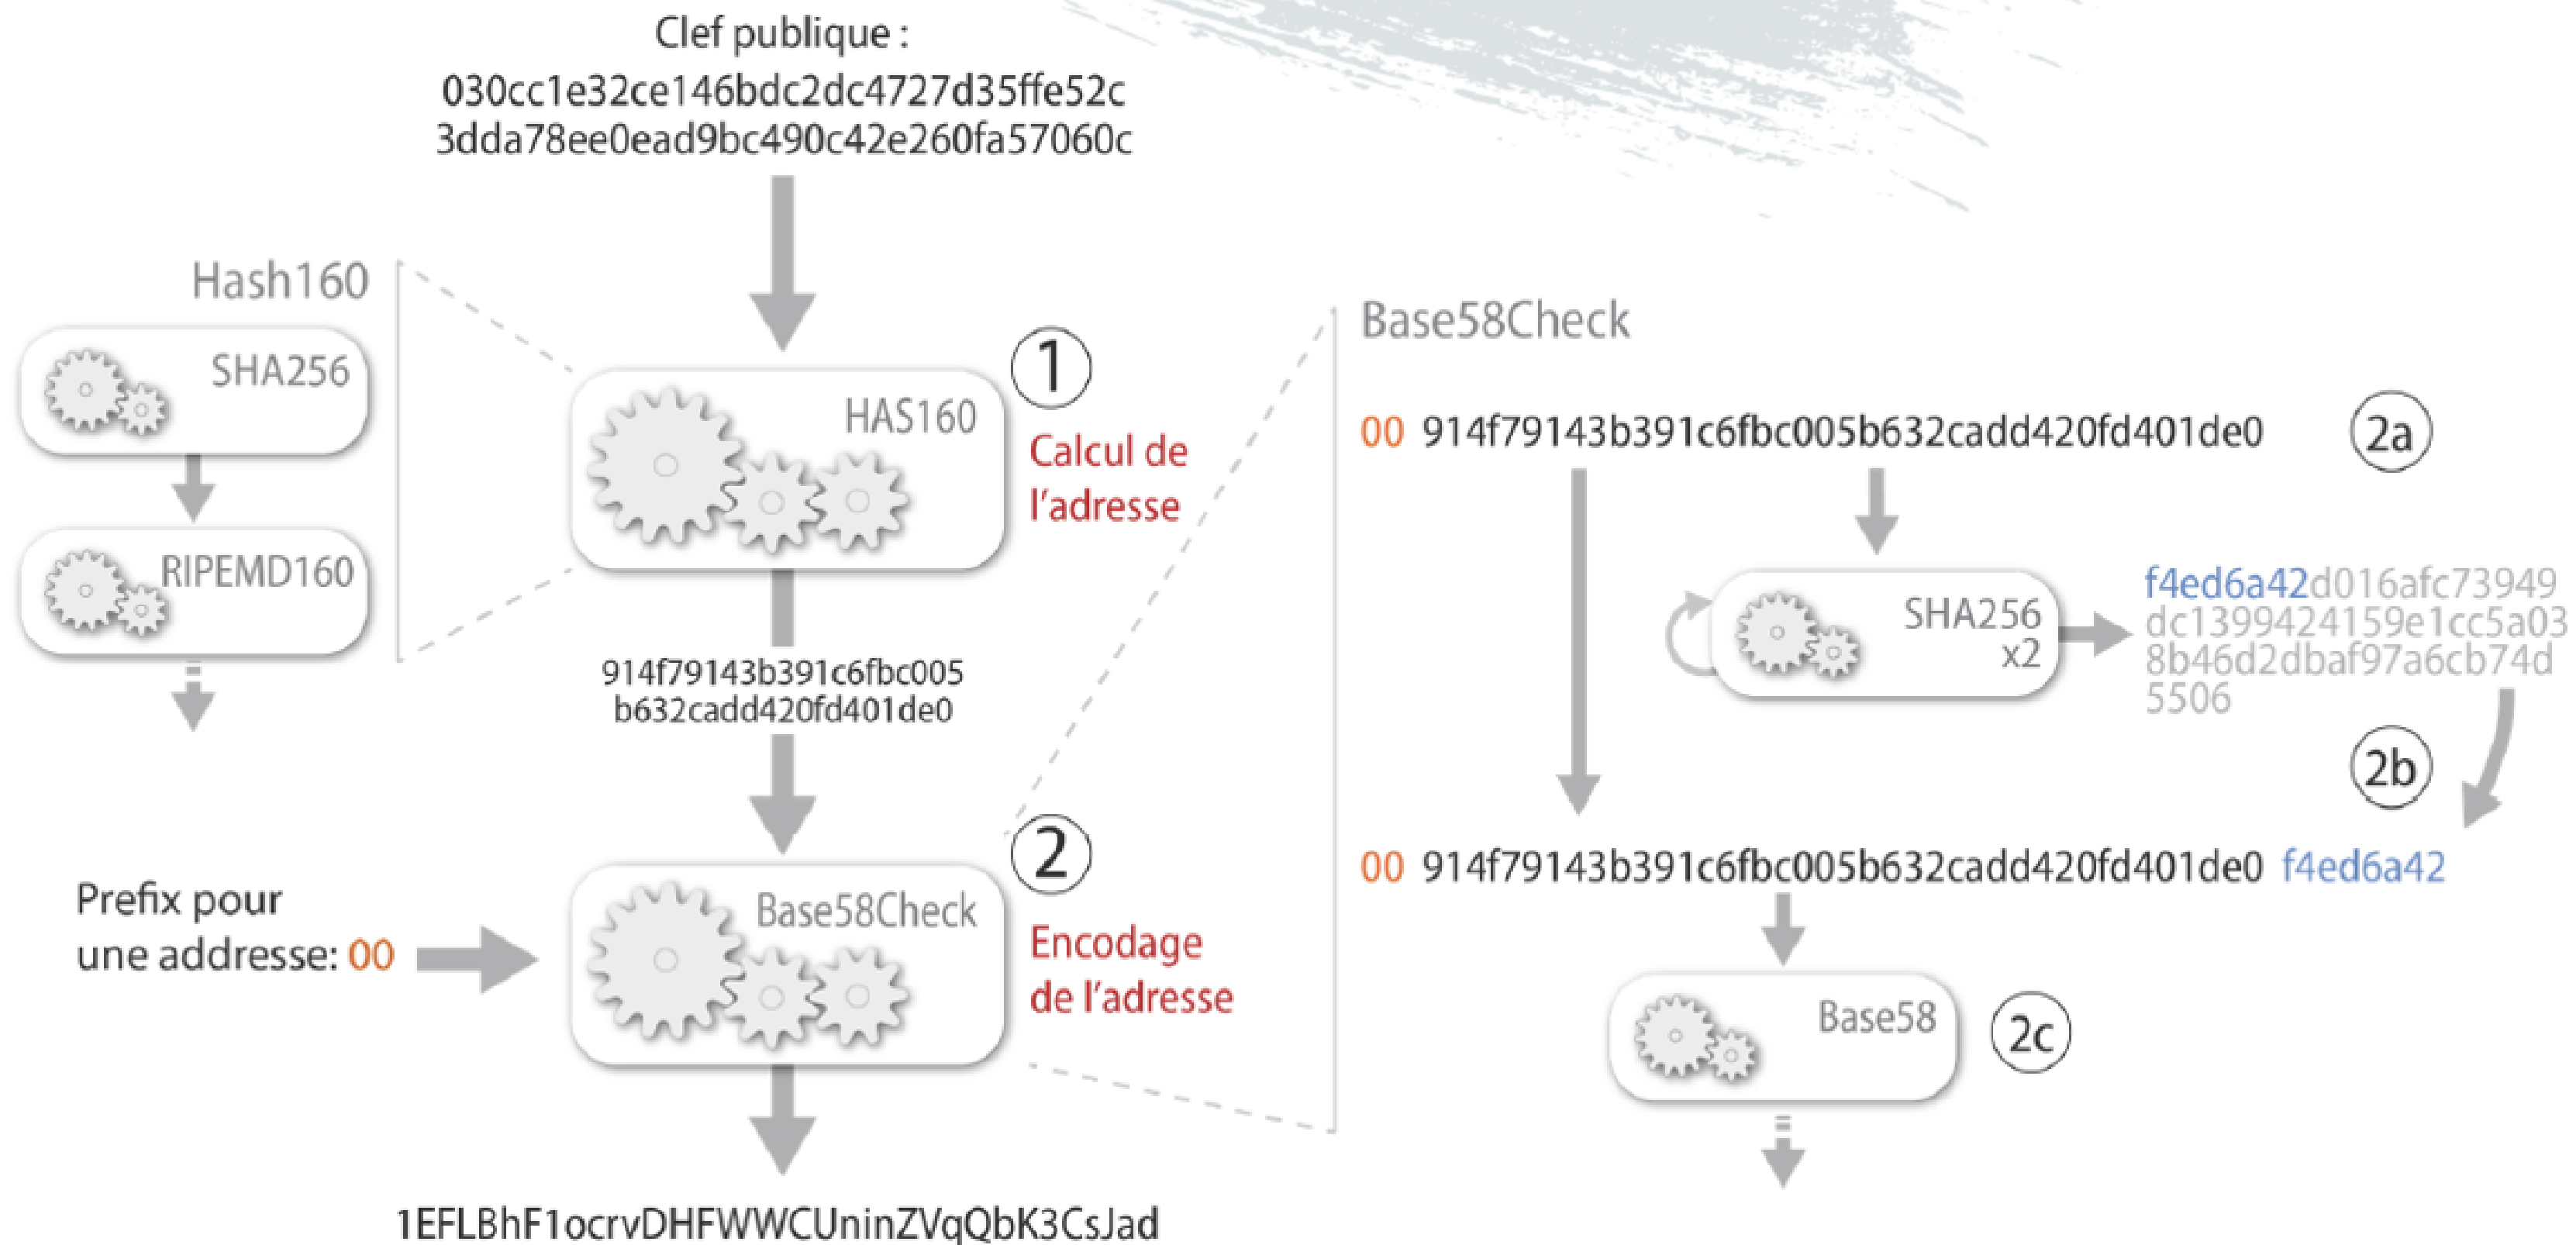 Clef publique :
030cc1e32ce146bdc2dc4727d35ffe52c
3dda78ee0ead9bc490c42e260fa57060c
Hash160
SHA256
RIPEMD160
HAS160
1
Calcul de
l'adresse
914f79143b391c6fbc005
b632cadd420fd401de0
Prefix pour
une addresse: 00
Base58Check
2
Encodage
de l'adresse
1EFLBhF1ocrvDHFWWCUninZVqQbK3CsJad
Base58Check
00 914f79143b391c6fbc005b632cadd420fd401de0
2a
SHA256
x2
f4ed6a42d016afc73949
dc1399424159e1cc5a03
8b46d2dbaf97a6cb74d
5506
2b
00 914f79143b391c6fbc005b632cadd420fd401de0 f4ed6a42
Base58
2c